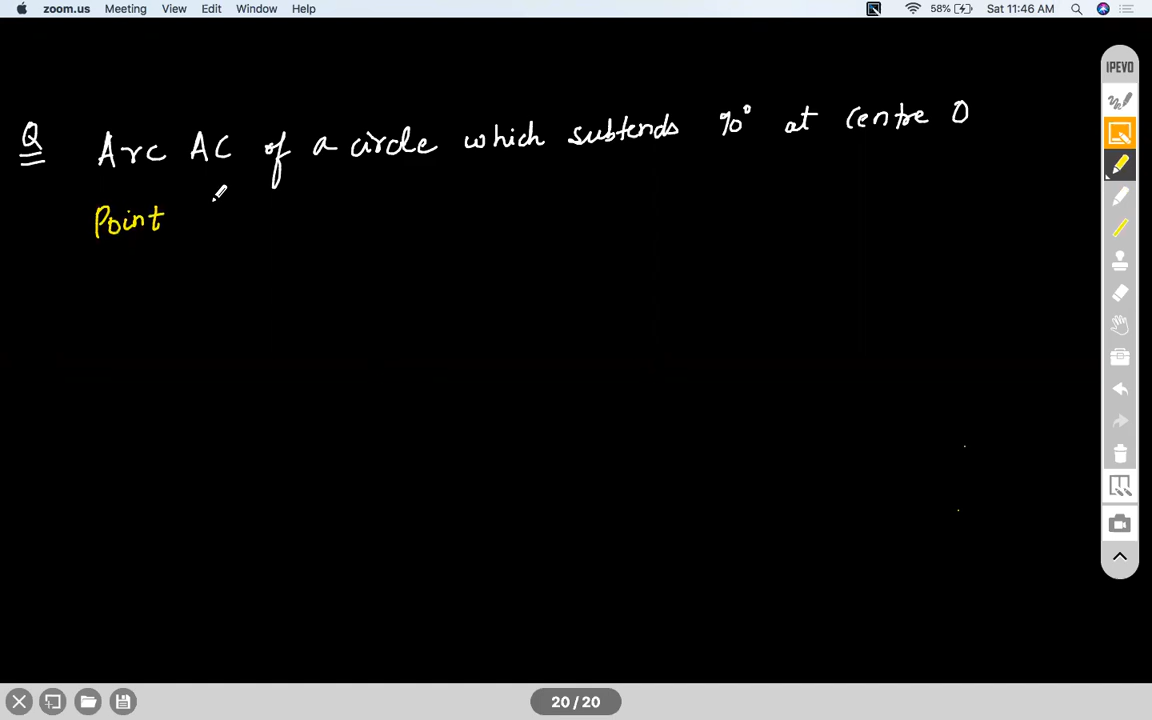 zoom.us Meeting View Edit Window Help 58% Sat 11:46 AM
IPEVO
Q Arc AC of a circle which subtends 90° at centre O
Point
20 / 20